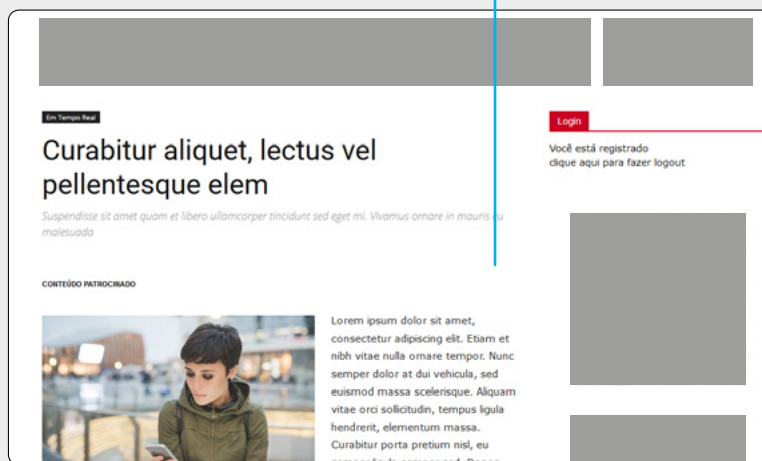 Em Tempo Real
Curabitur aliquet, lectus vel
pellentesque elem
Suspendisse sit amet quam et libero ullamcorper tincidunt sed eget mi. Vivamus ornare in mauris eu
malesuada
CONTEÚDO PATROCINADO
Lorem ipsum dolor sit amet,
consectetur adipiscing elit. Etiam et
nibh vitae nulla ornare tempor. Nunc
semper dolor at dui vehicula, sed
euismod massa scelerisque. Aliquam
vitae orci sollicitudin, tempus ligula
hendrerit, elementum massa.
Curabitur porta pretium nisl, eu
Login
Você está registrado
clique aqui para fazer logout